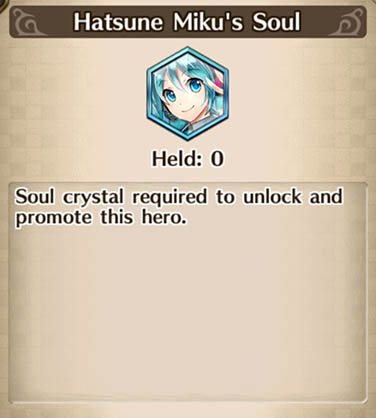 Hatsune Miku's Soul
Held: 0
Soul crystal required to unlock and
promote this hero.